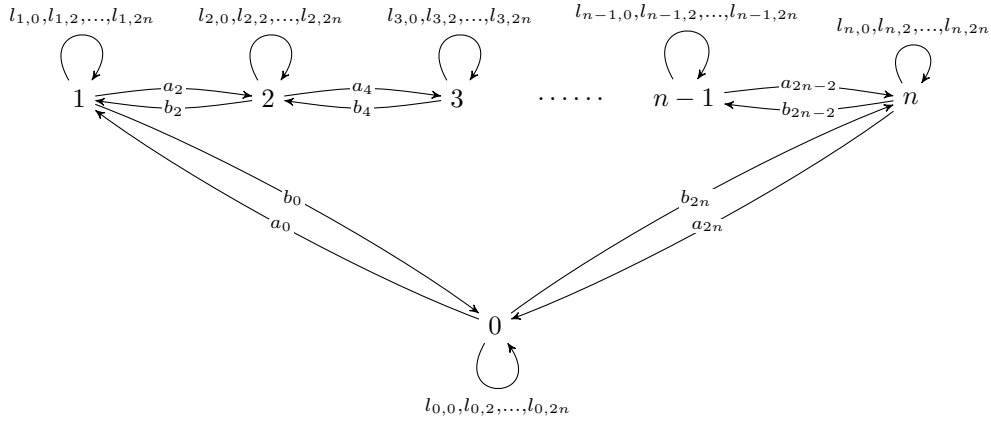 l_{1,0},l_{1,2},...,l_{1,2n} l_{2,0},l_{2,2},...,l_{2,2n} l_{3,0},l_{3,2},...,l_{3,2n} l_{n-1,0},l_{n-1,2},...,l_{n-1,2n} l_{n,0},l_{n,2},...,l_{n,2n}
a_2 a_4 a_{2n-2}
1 2 3 ...... n − 1 n
b_2 b_4 b_{2n-2}
b_0 b_{2n}
a_0 a_{2n}
0
l_{0,0},l_{0,2},...,l_{0,2n}